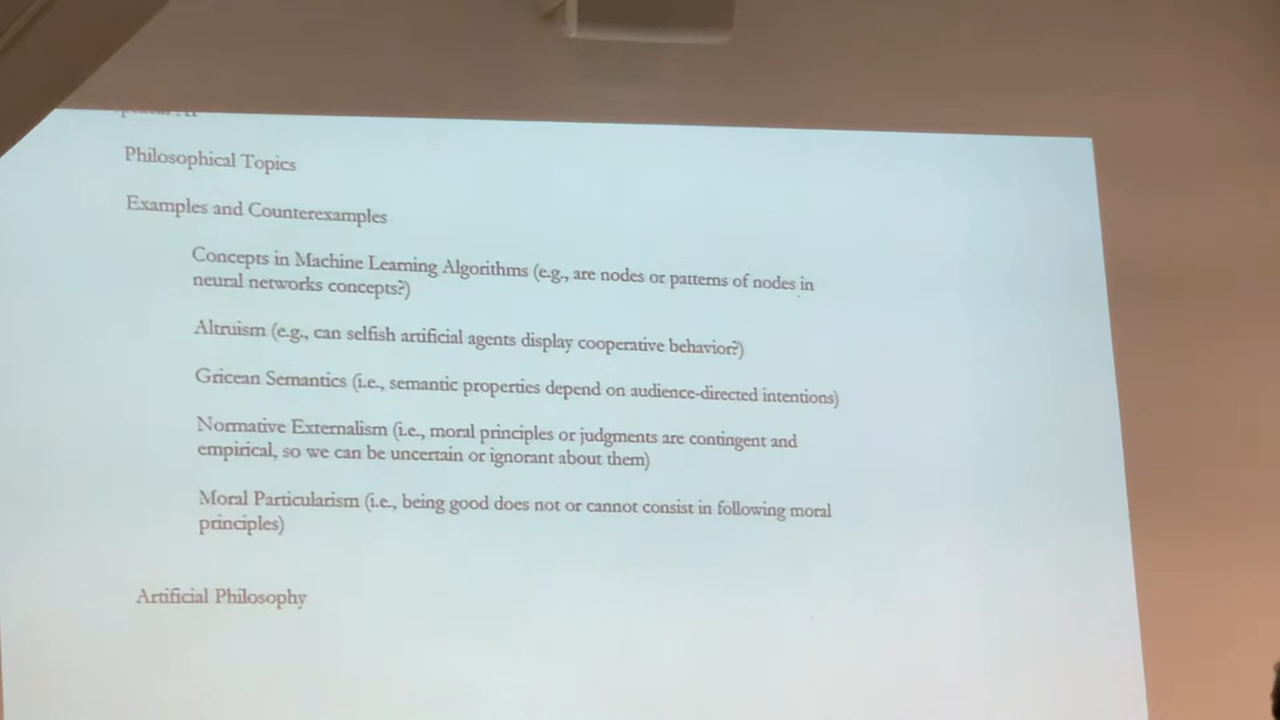 Philosophical Topics
Examples and Counterexamples
Concepts in Machine Learning Algorithms (e.g., are nodes or patterns of nodes in
neural networks concepts?)
Altruism (e.g., can selfish artificial agents display cooperative behavior?)
Gricean Semantics (i.e., semantic properties depend on audience-directed intentions)
Normative Externalism (i.e., moral principles or judgments are contingent and
empirical, so we can be uncertain or ignorant about them)
Moral Particularism (i.e., being good does not or cannot consist in following moral
principles)
Artificial Philosophy